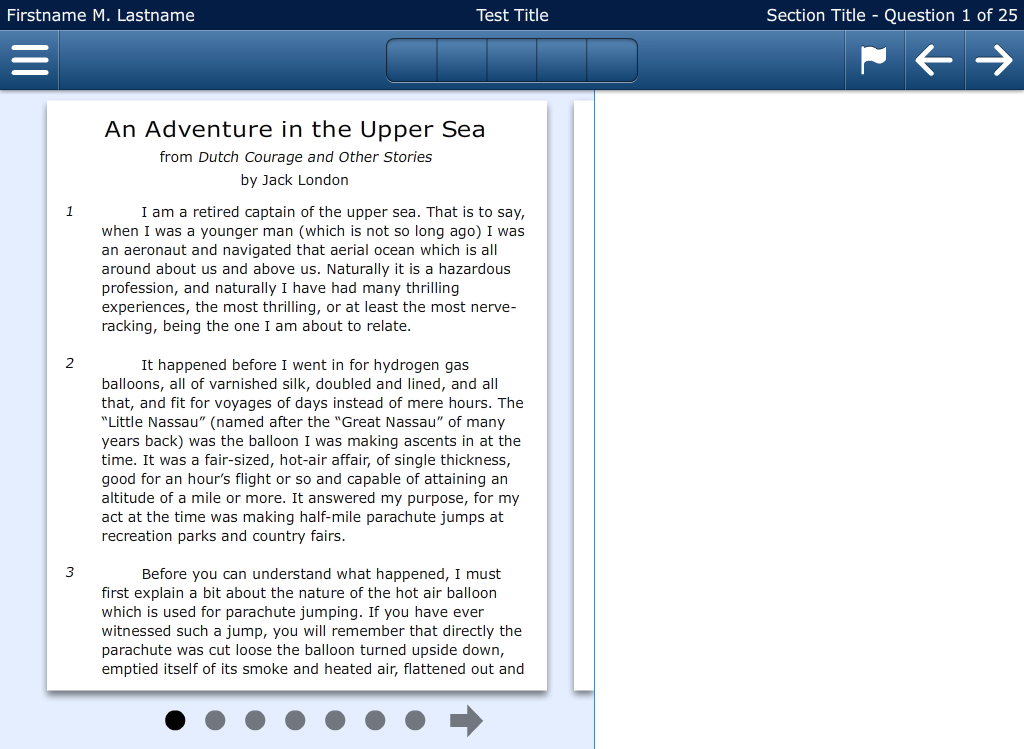 Firstname M. Lastname
Test Title
Section Title - Question 1 of 25
An Adventure in the Upper Sea
from Dutch Courage and Other Stories
by Jack London
1 I am a retired captain of the upper sea. That is to say,
when I was a younger man (which is not so long ago) I was
an aeronaut and navigated that aerial ocean which is all
around about us and above us. Naturally it is a hazardous
profession, and naturally I have had many thrilling
experiences, the most thrilling, or at least the most nerve-
racking, being the one I am about to relate.
2 It happened before I went in for hydrogen gas
balloons, all of varnished silk, doubled and lined, and all
that, and fit for voyages of days instead of mere hours. The
“Little Nassau” (named after the “Great Nassau” of many
years back) was the balloon I was making ascents in at the
time. It was a fair-sized, hot-air affair, of single thickness,
good for an hour’s flight or so and capable of attaining an
altitude of a mile or more. It answered my purpose, for my
act at the time was making half-mile parachute jumps at
recreation parks and country fairs.
3 Before you can understand what happened, I must
first explain a bit about the nature of the hot air balloon
which is used for parachute jumping. If you have ever
witnessed such a jump, you will remember that directly the
parachute was cut loose the balloon turned upside down,
emptied itself of its smoke and heated air, flattened out and